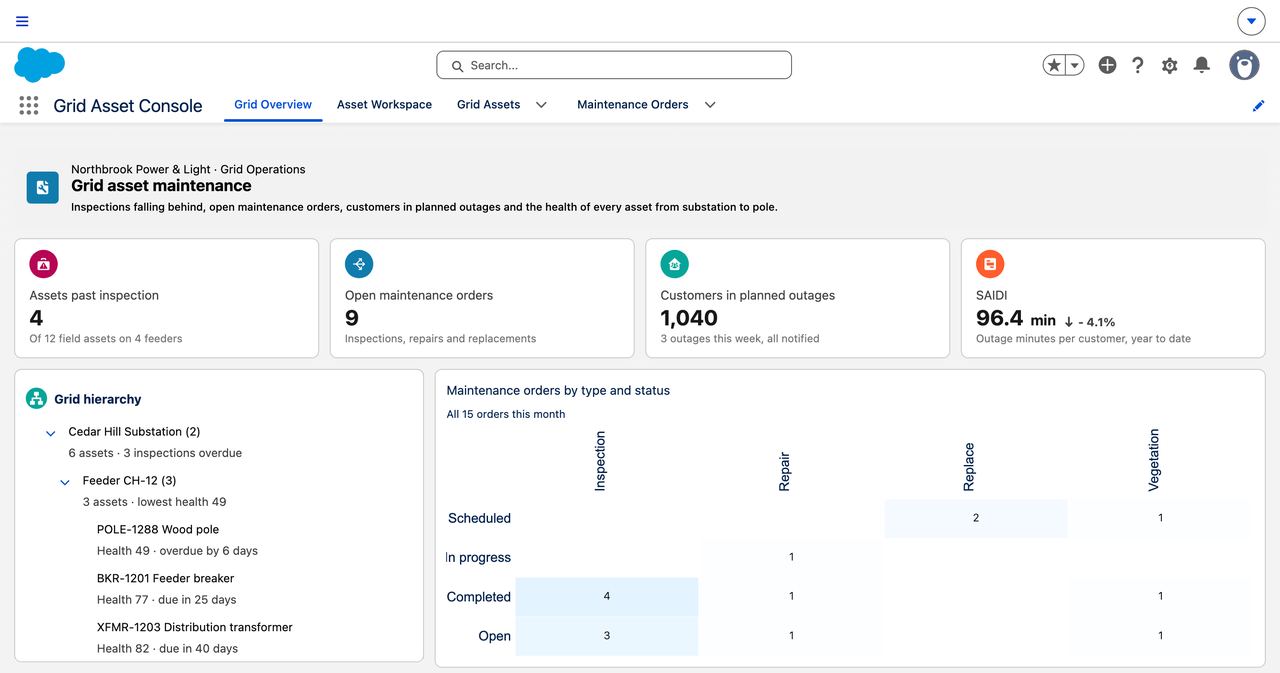 Search...
Grid Asset Console
Grid Overview
Asset Workspace
Grid Assets
Maintenance Orders
Northbrook Power & Light · Grid Operations
Grid asset maintenance
Inspections falling behind, open maintenance orders, customers in planned outages and the health of every asset from substation to pole.
Assets past inspection
4
Of 12 field assets on 4 feeders
Open maintenance orders
9
Inspections, repairs and replacements
Customers in planned outages
1,040
3 outages this week, all notified
SAIDI
96.4 min ↓ - 4.1%
Outage minutes per customer, year to date
Grid hierarchy
Cedar Hill Substation (2)
6 assets · 3 inspections overdue
Feeder CH-12 (3)
3 assets · lowest health 49
POLE-1288 Wood pole
Health 49 · overdue by 6 days
BKR-1201 Feeder breaker
Health 77 · due in 25 days
XFMR-1203 Distribution transformer
Health 82 · due in 40 days
Maintenance orders by type and status
All 15 orders this month
Inspection
Repair
Replace
Vegetation
Scheduled 2 1
In progress 1
Completed 4 1 1
Open 3 1 1